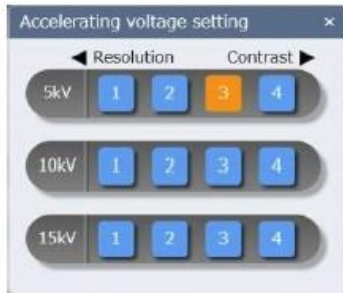 Accelerating voltage setting ×
◀ Resolution Contrast ▶
5kV 1 2 3 4
10kV 1 2 3 4
15kV 1 2 3 4